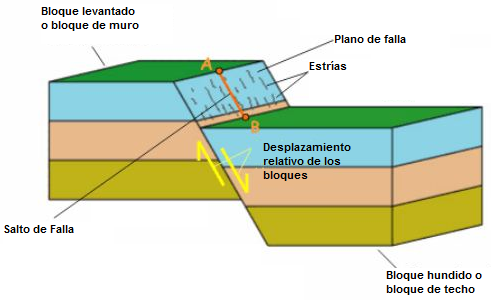 Bloque levantado
o bloque de muro
Plano de falla
A
Estrías
B
Desplazamiento
relativo de los
bloques
Salto de Falla
Bloque hundido o
bloque de techo